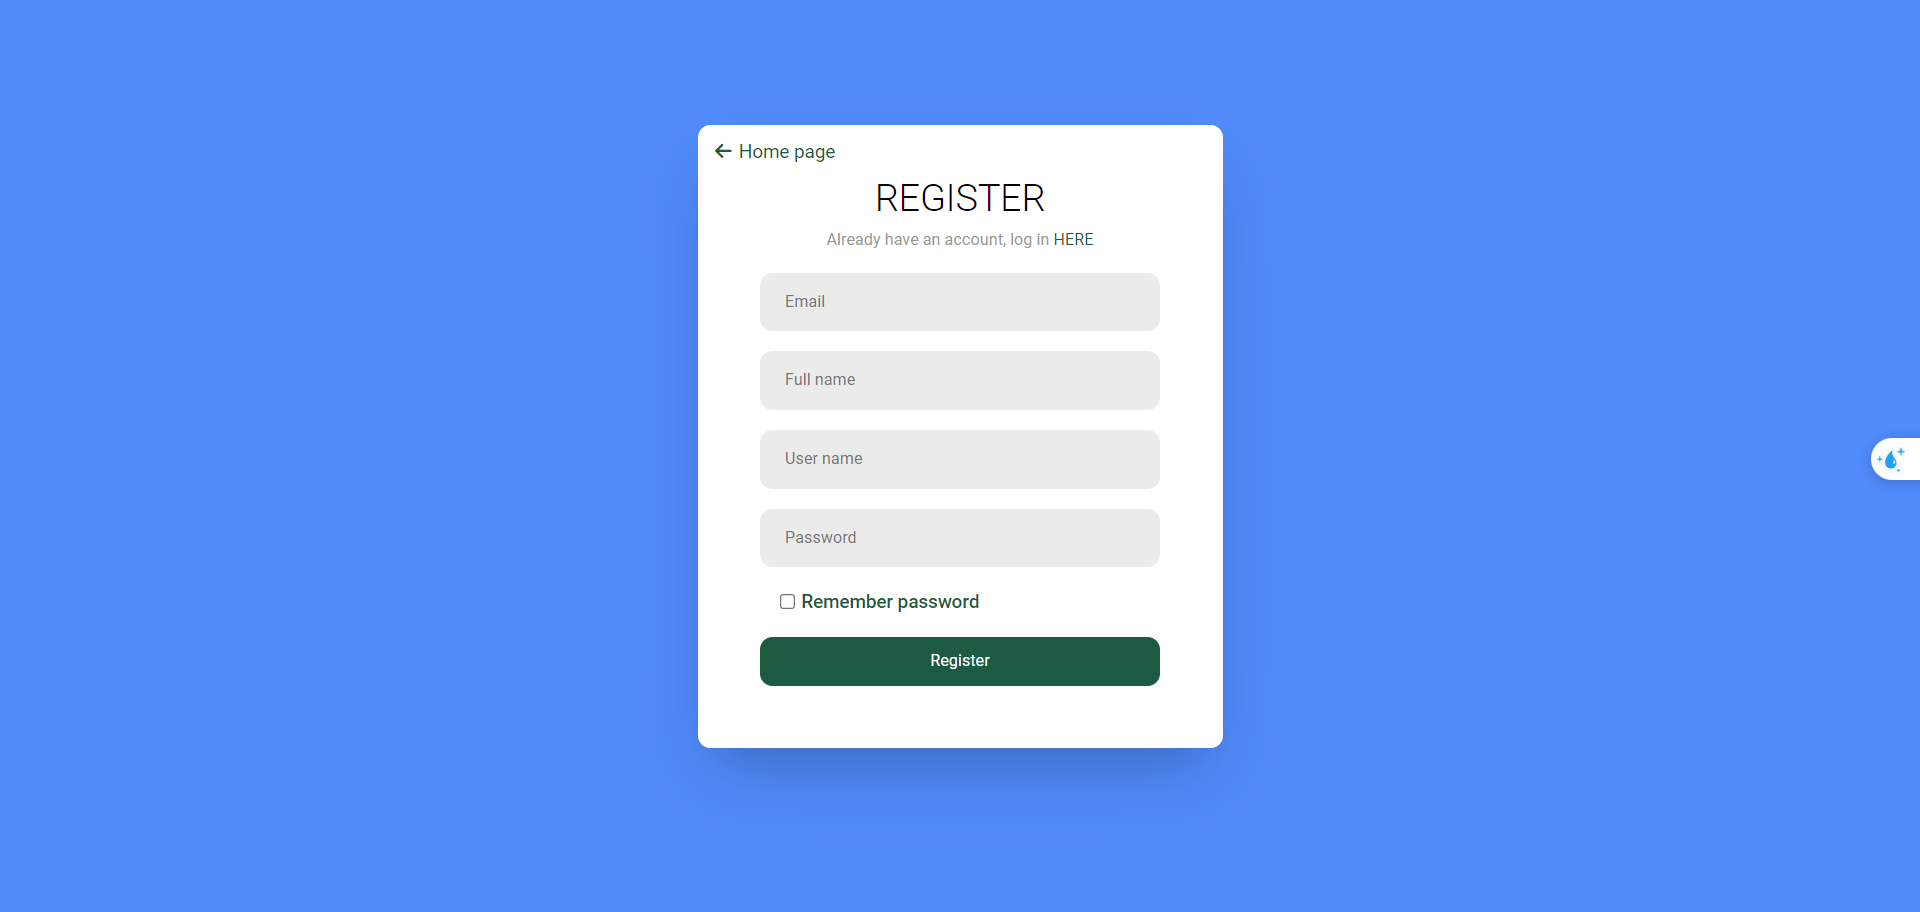 Home page
REGISTER
Already have an account, log in HERE
Email
Full name
User name
Password
Remember password
Register